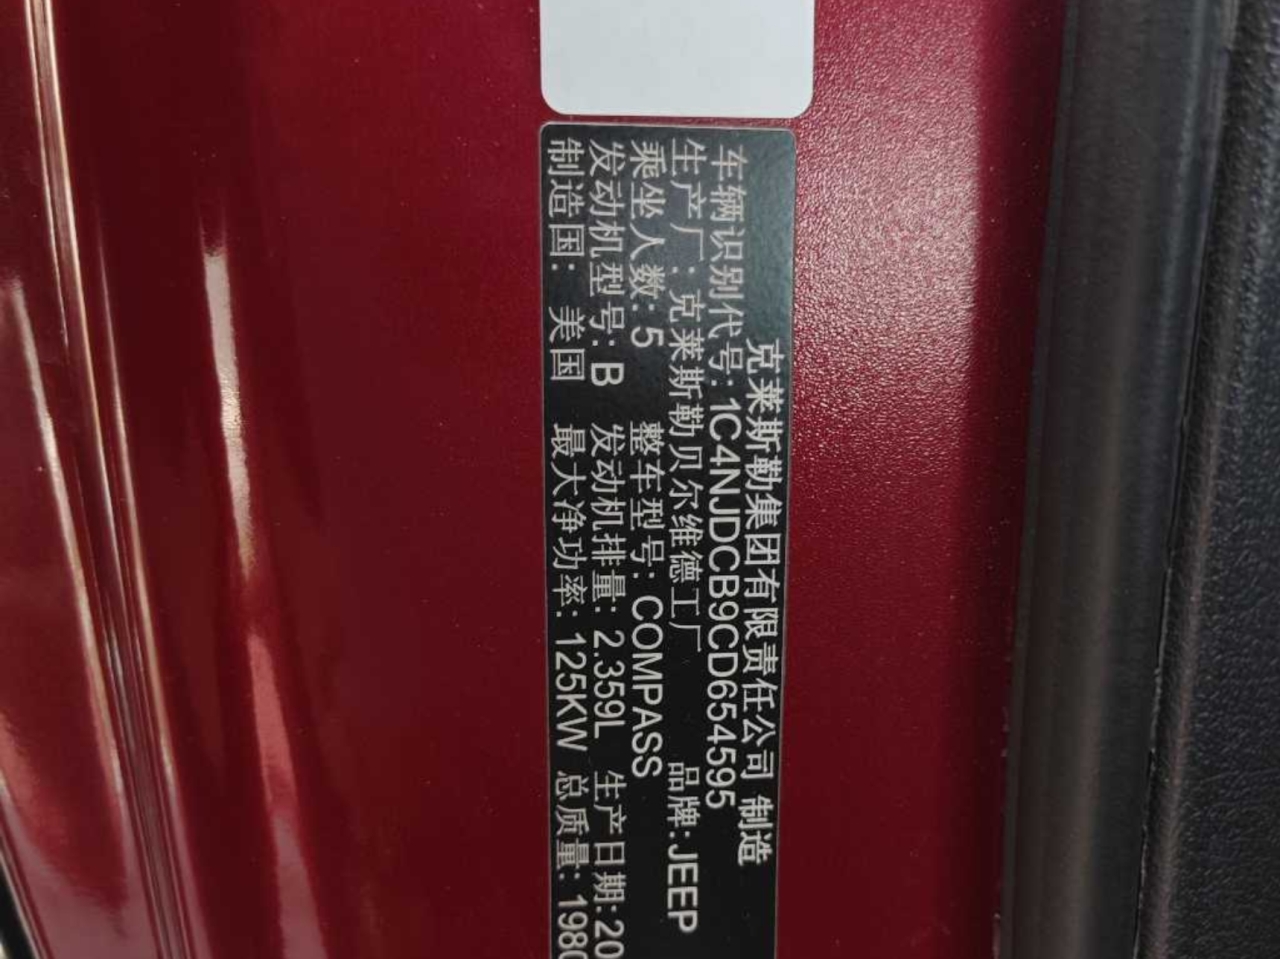 克莱斯勒集团有限责任公司 制造
车辆识别代号:1C4NJDCB9CD654595
生产厂:克莱斯勒贝尔维德工厂 品牌:JEEP
乘坐人数:5 整车型号:COMPASS
发动机型号:B 发动机排量:2.359L 生产日期:20
制造国:美国 最大净功率:125KW 总质量:1980